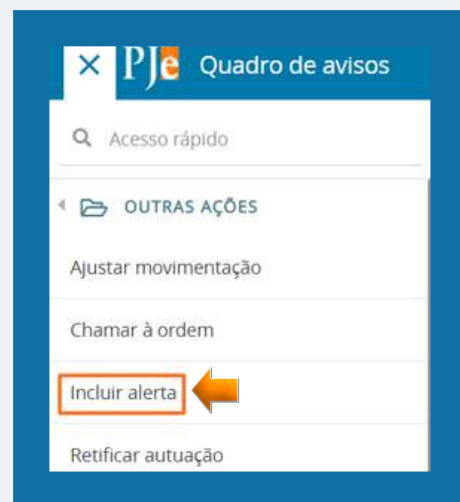 PJe Quadro de avisos
Acesso rápido
OUTRAS AÇÕES
Ajustar movimentação
Chamar à ordem
Incluir alerta
Retificar autuação